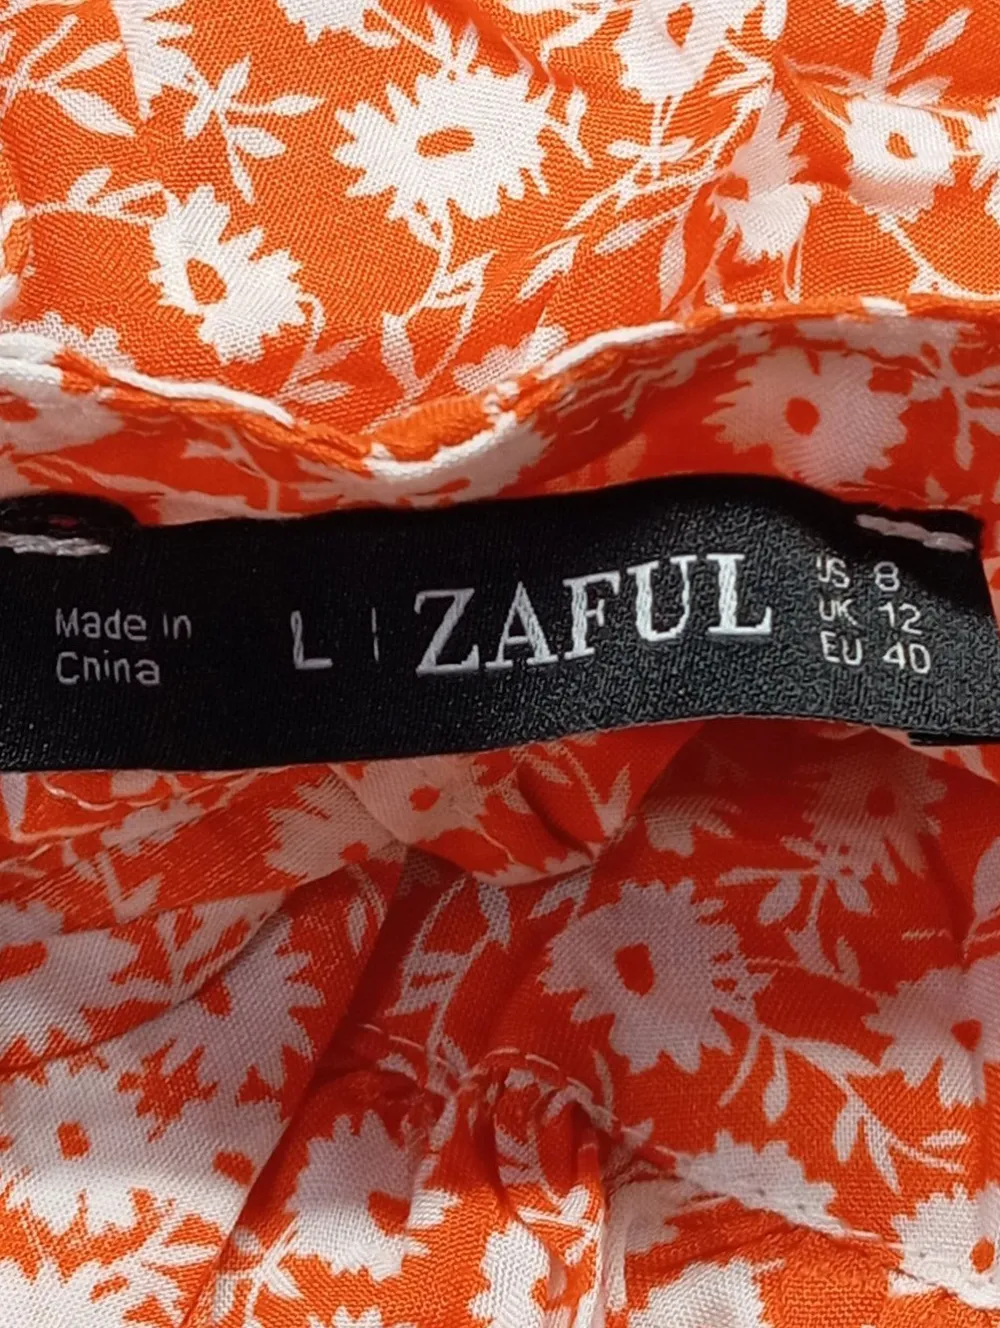 Made in
China
L | ZAFUL
US 8
UK 12
EU 40